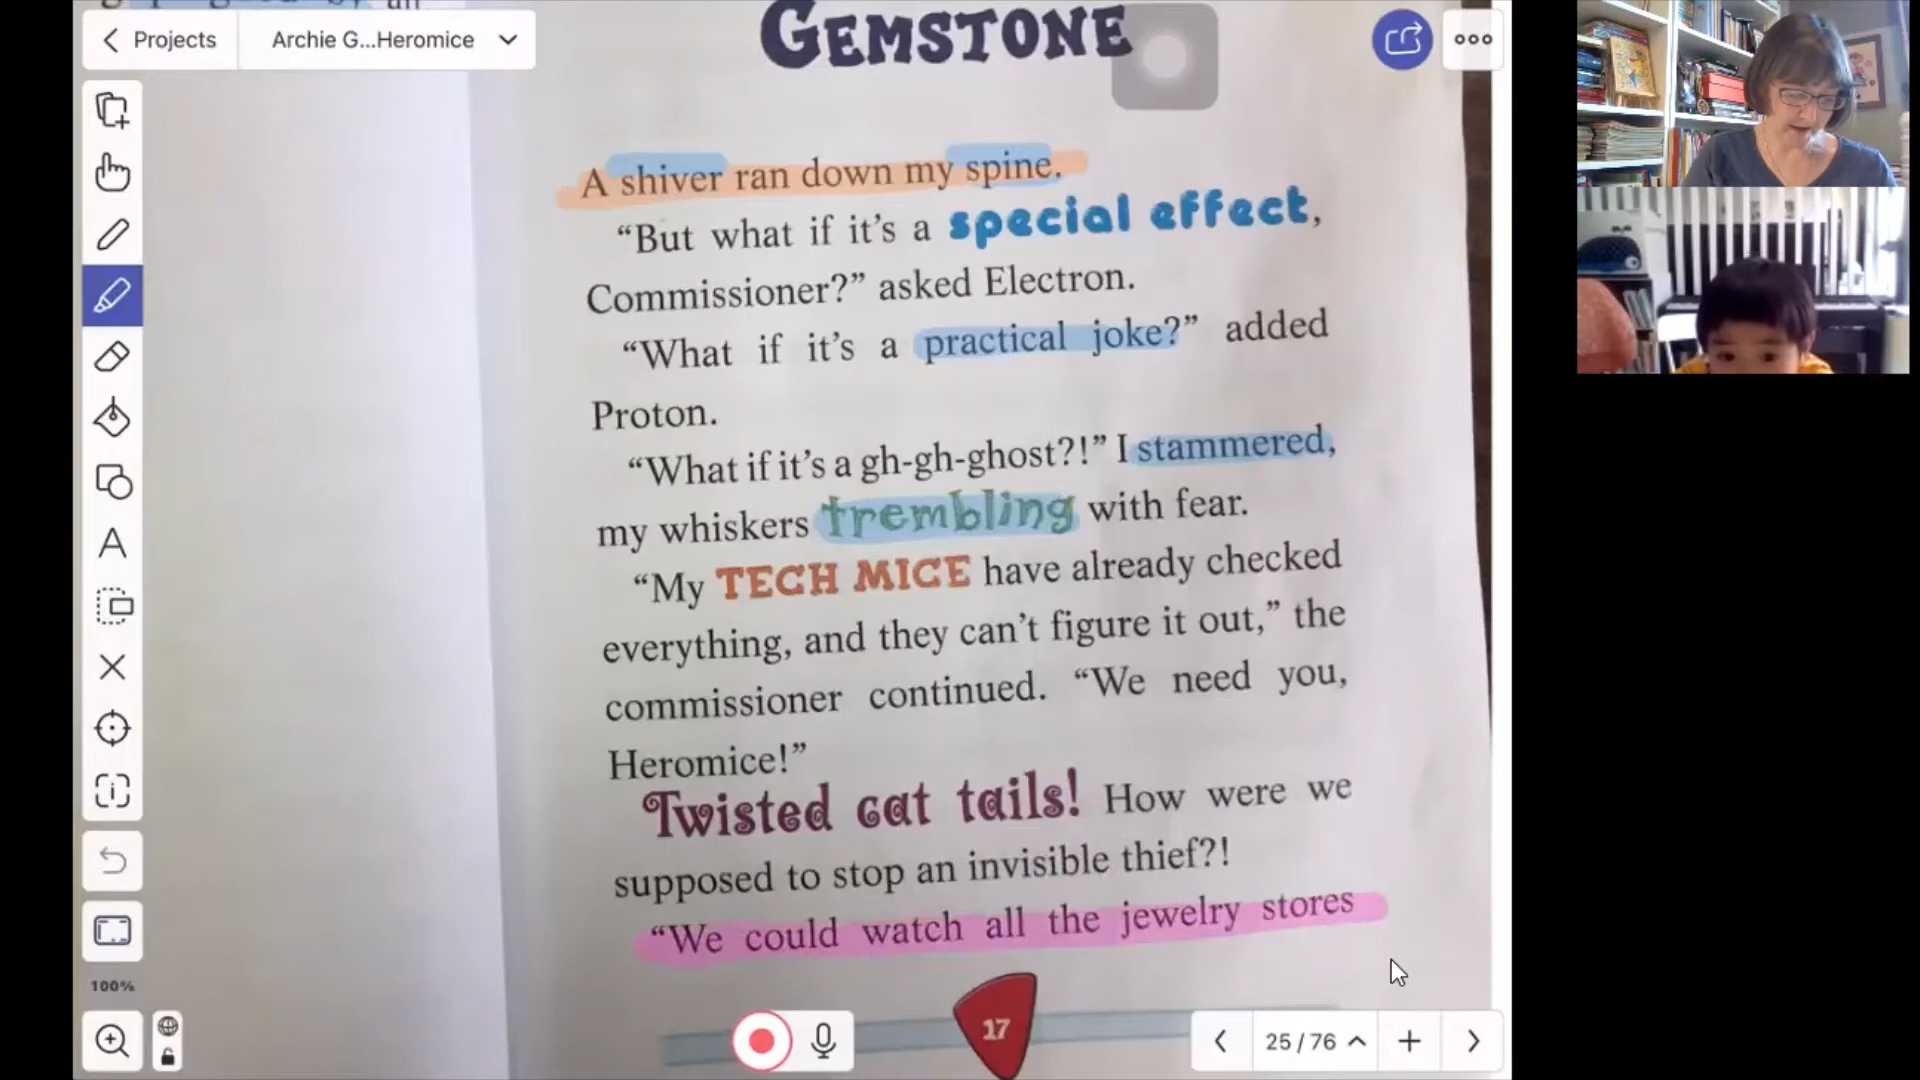 Projects
Archie G...Heromice
GEMSTONE
A shiver ran down my spine.
“But what if it’s a special effect,
Commissioner?” asked Electron.
“What if it’s a practical joke?” added
Proton.
“What if it’s a gh-gh-ghost?!” I stammered,
my whiskers trembling with fear.
“My TECH MICE have already checked
everything, and they can’t figure it out,” the
commissioner continued. “We need you,
Heromice!”
Twisted cat tails! How were we
supposed to stop an invisible thief?!
“We could watch all the jewelry stores
17
100%
25 / 76